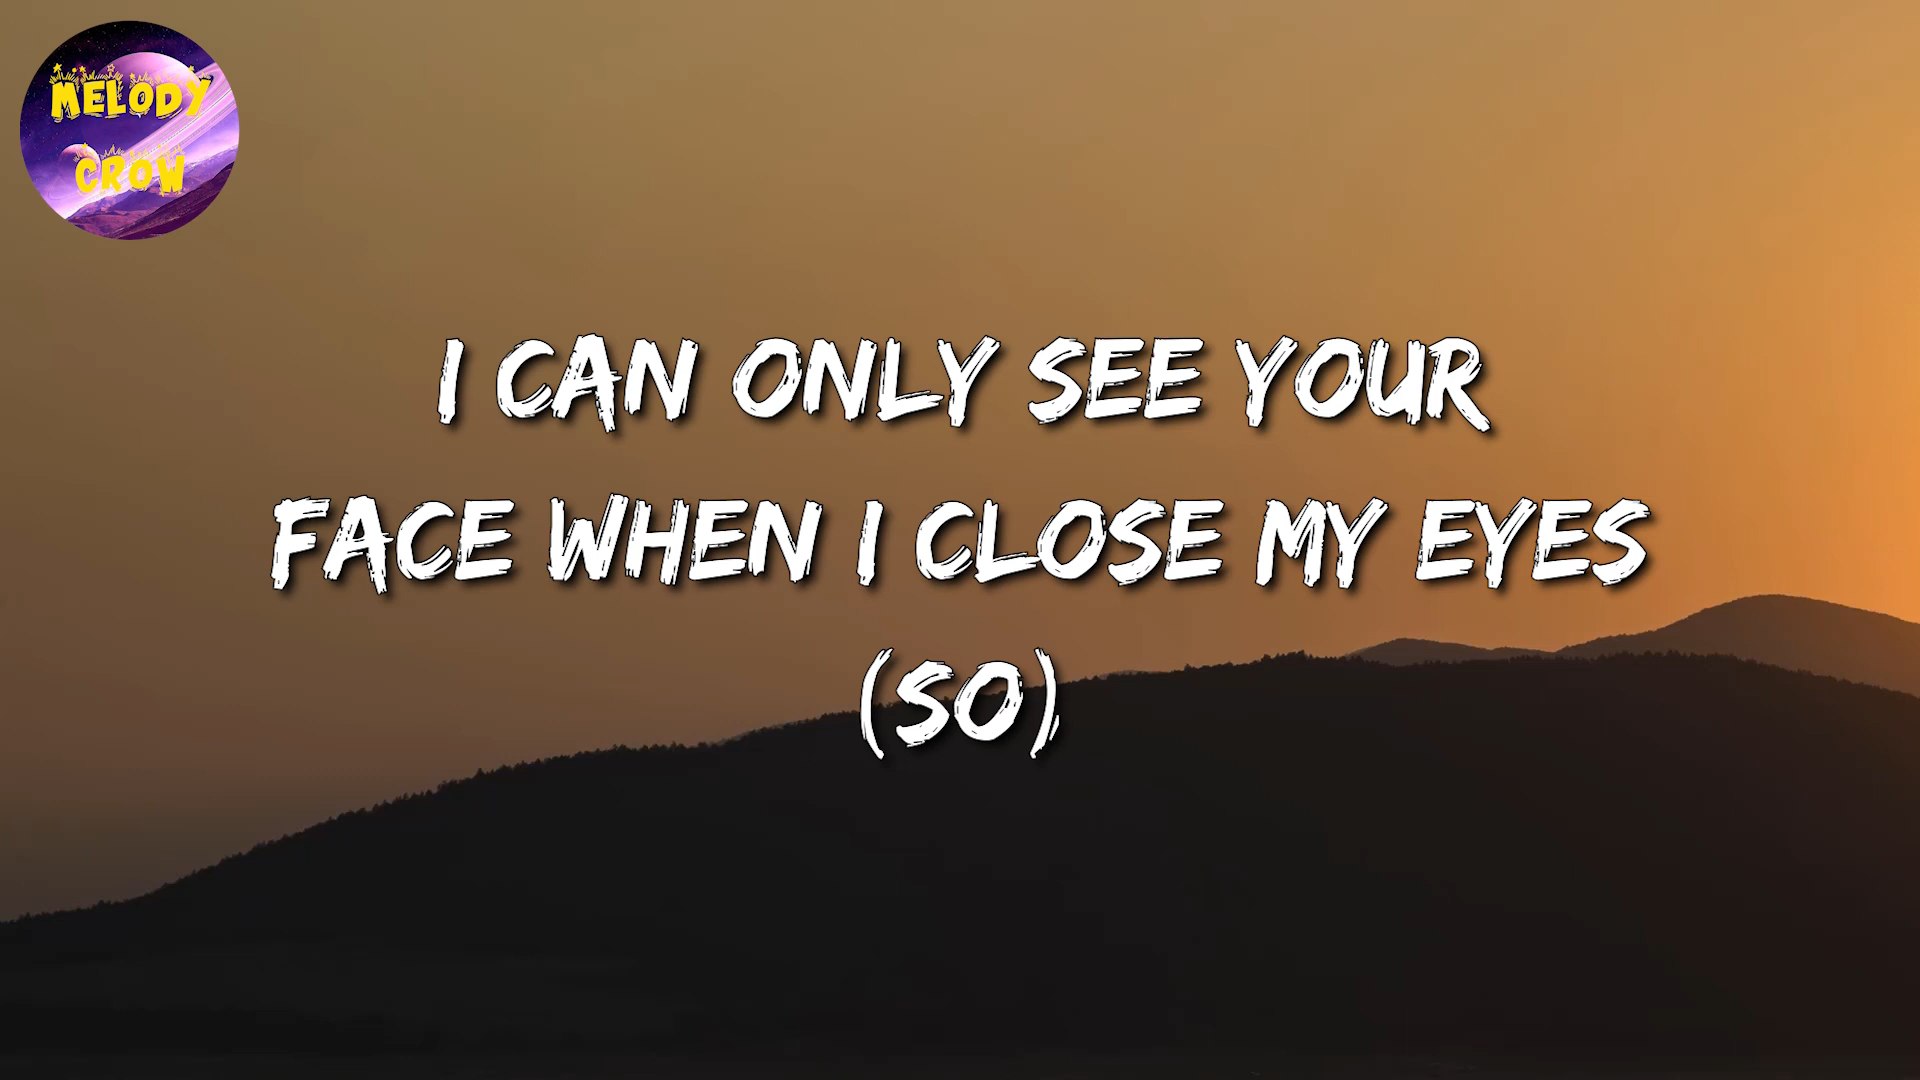 MELODY
CROW
I CAN ONLY SEE YOUR
FACE WHEN I CLOSE MY EYES
(SO)